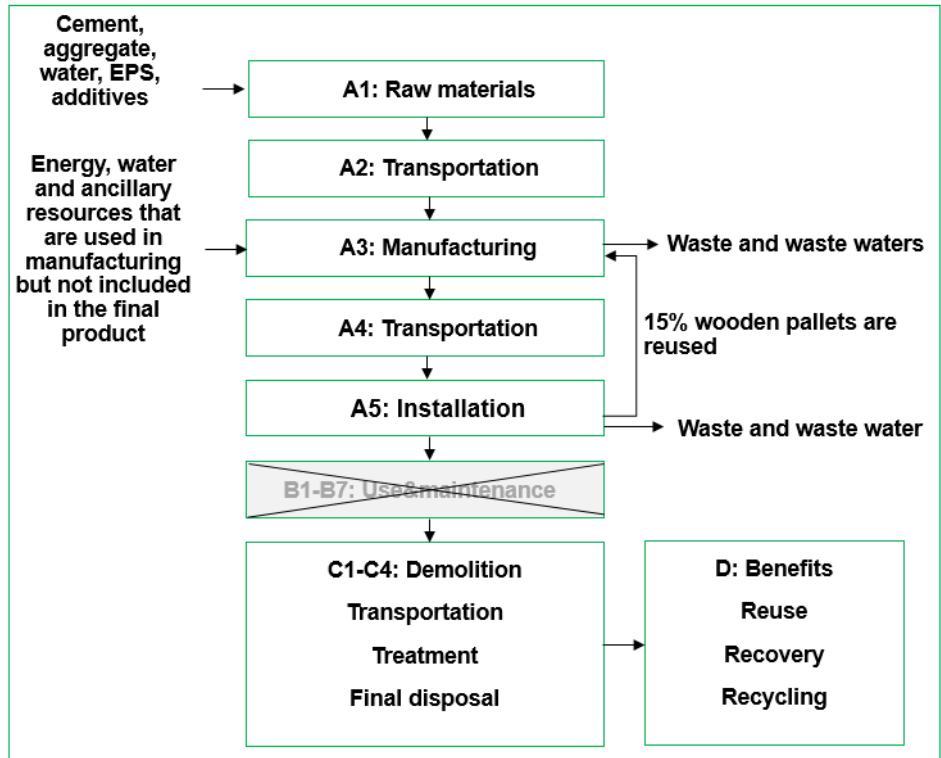 Cement,
aggregate,
water, EPS,
additives
A1: Raw materials
A2: Transportation
Energy, water
and ancillary
resources that
are used in
manufacturing
but not included
in the final
product
A3: Manufacturing
Waste and waste waters
A4: Transportation
15% wooden pallets are
reused
A5: Installation
Waste and waste water
B1-B7: Use&maintenance
C1-C4: Demolition
Transportation
Treatment
Final disposal
D: Benefits
Reuse
Recovery
Recycling